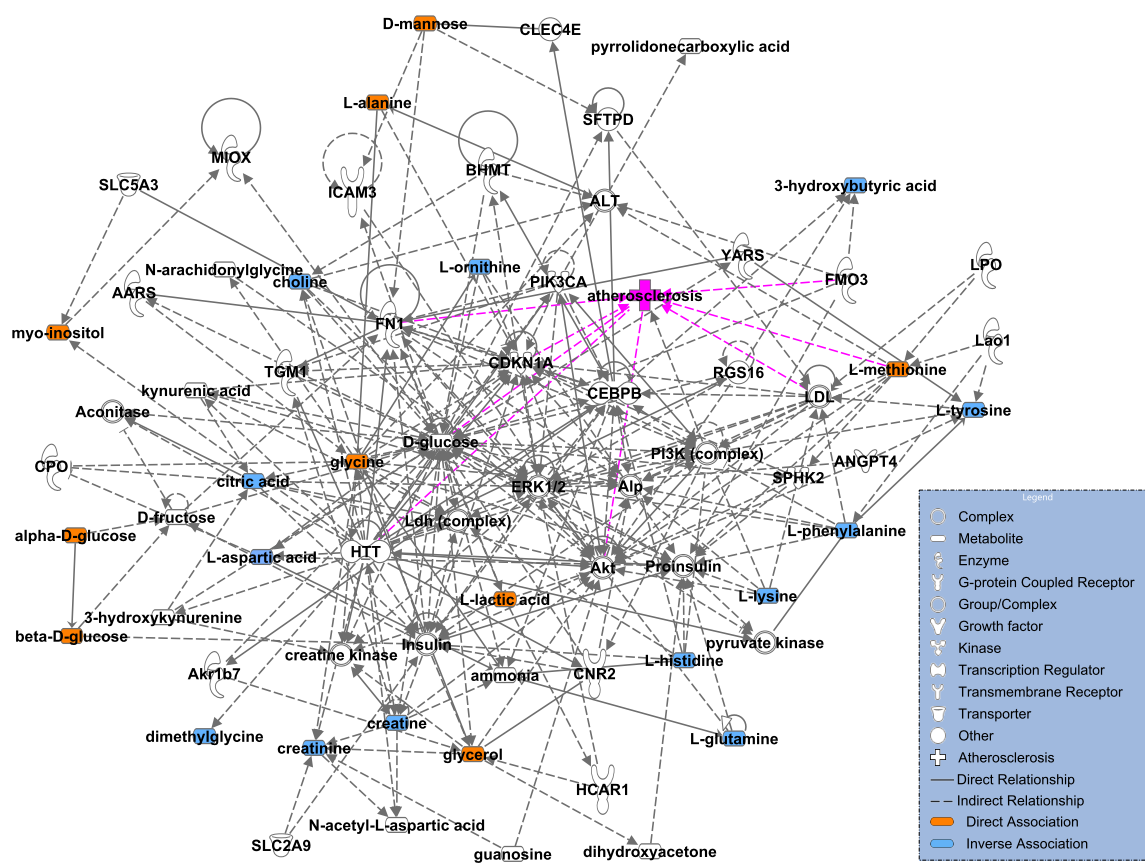 D-mannose
CLEC4E
pyrrolidonecarboxylic acid
L-alanine
SFTPD
MIOX
BHMT
SLC5A3
ICAM3
3-hydroxybutyric acid
ALT
YARS
LPO
N-arachidonylglycine
L-ornithine
FMO3
choline
PIK3CA
AARS
atherosclerosis
FN1
myo-inositol
Lao1
CDKN1A
TGM1
RGS16
L-methionine
kynurenic acid
CEBPB
LDL
Aconitase
L-tyrosine
D-glucose
PI3K (complex)
CPO
glycine
ANGPT4
citric acid
ERK1/2
Alp
SPHK2
D-fructose
Ldh (complex)
alpha-D-glucose
L-phenylalanine
L-aspartic acid
HTT
Akt
Proinsulin
L-lactic acid
L-lysine
3-hydroxykynurenine
beta-D-glucose
Insulin
pyruvate kinase
creatine kinase
L-histidine
Akr1b7
ammonia
CNR2
creatine
dimethylglycine
creatinine
L-glutamine
glycerol
HCAR1
N-acetyl-L-aspartic acid
SLC2A9
guanosine
dihydroxyacetone
Legend
Complex
Metabolite
Enzyme
G-protein Coupled Receptor
Group/Complex
Growth factor
Kinase
Transcription Regulator
Transmembrane Receptor
Transporter
Other
Atherosclerosis
Direct Relationship
Indirect Relationship
Direct Association
Inverse Association